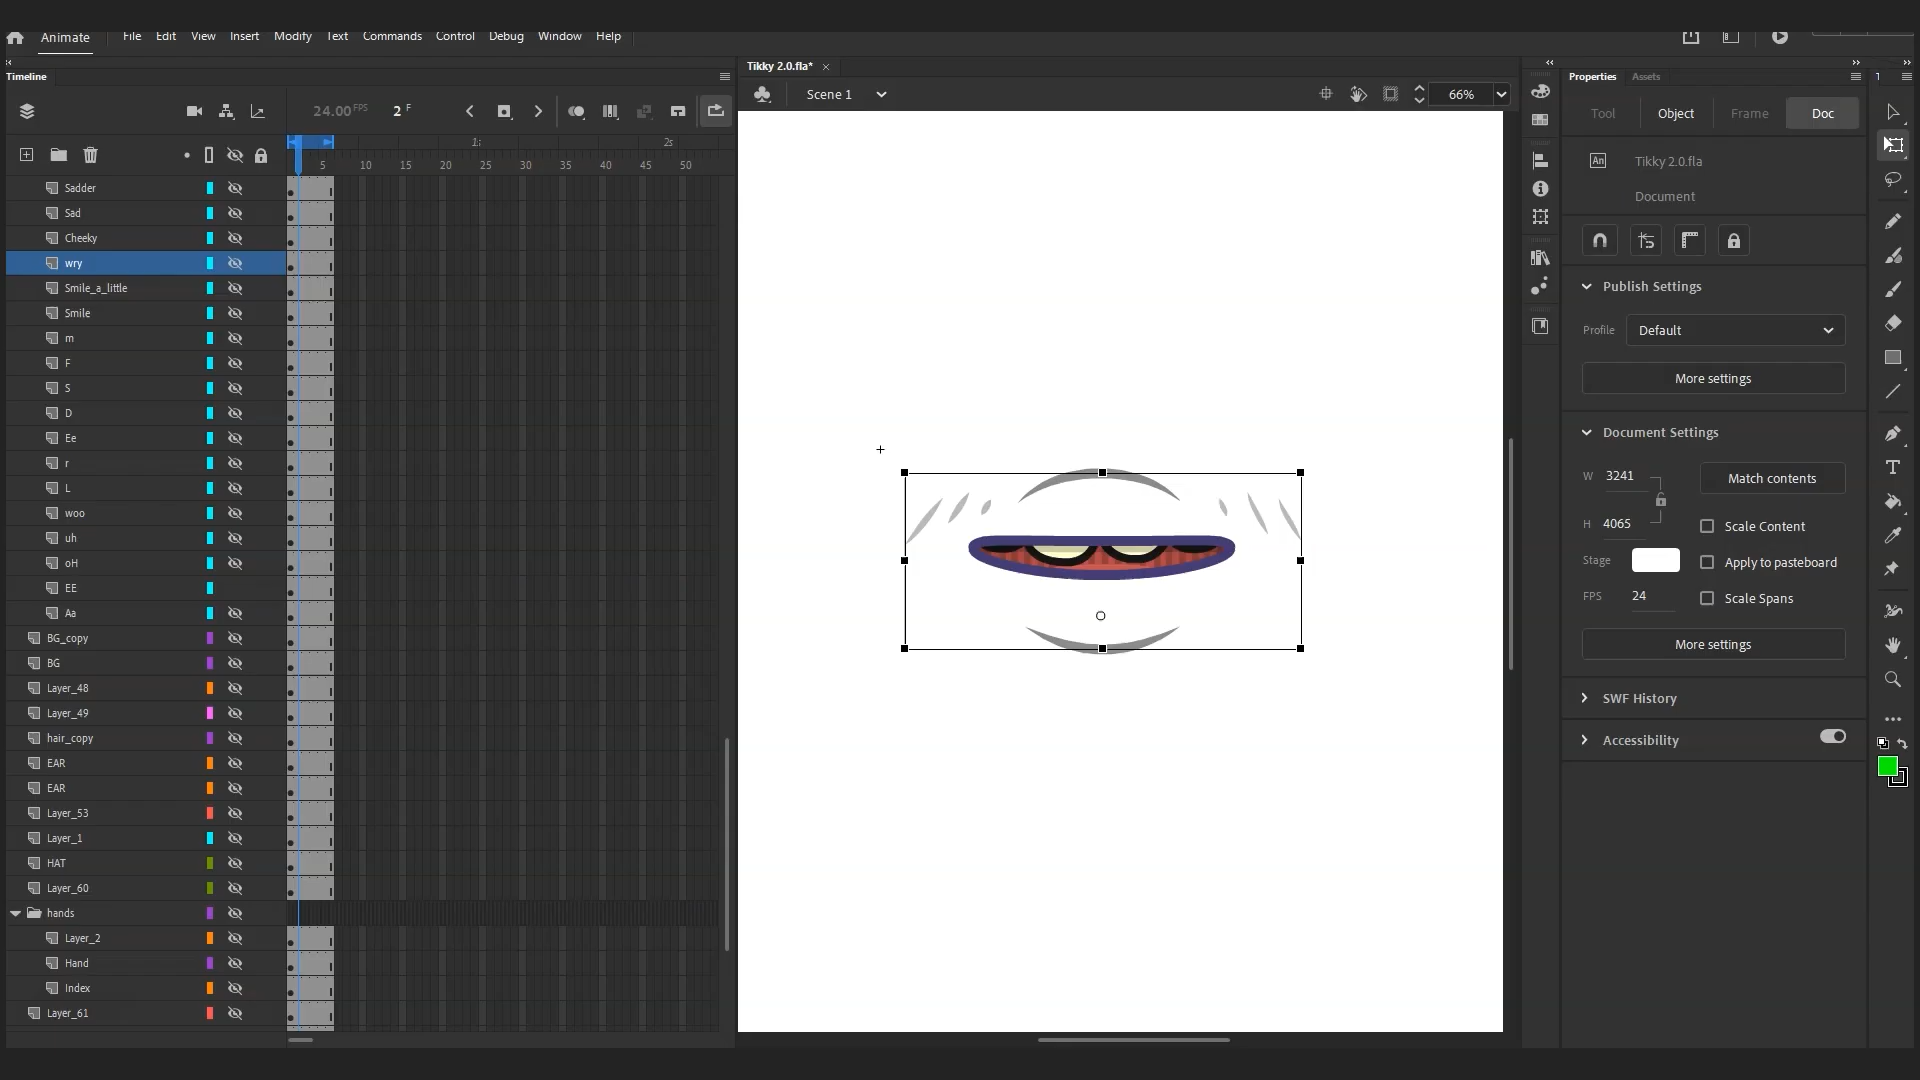 Animate File Edit View Insert Modify Text Commands Control Debug Window Help
Timeline
Tikky 2.0.fla*
Properties Assets
24.00 FPS 2 F
Scene 1
66%
Tool Object Frame Doc
1s 2s
5 10 15 20 25 30 35 40 45 50
An Tikky 2.0.fla
Document
Sadder
Sad
Cheeky
wry
Smile_a_little
Smile
m
F
S
D
Ee
r
L
woo
uh
oH
EE
Aa
BG_copy
BG
Layer_48
Layer_49
hair_copy
EAR
EAR
Layer_53
Layer_1
HAT
Layer_60
hands
Layer_2
Hand
Index
Layer_61
Publish Settings
Profile Default
More settings
Document Settings
W 3241 Match contents
H 4065 Scale Content
Stage Apply to pasteboard
FPS 24 Scale Spans
More settings
SWF History
Accessibility